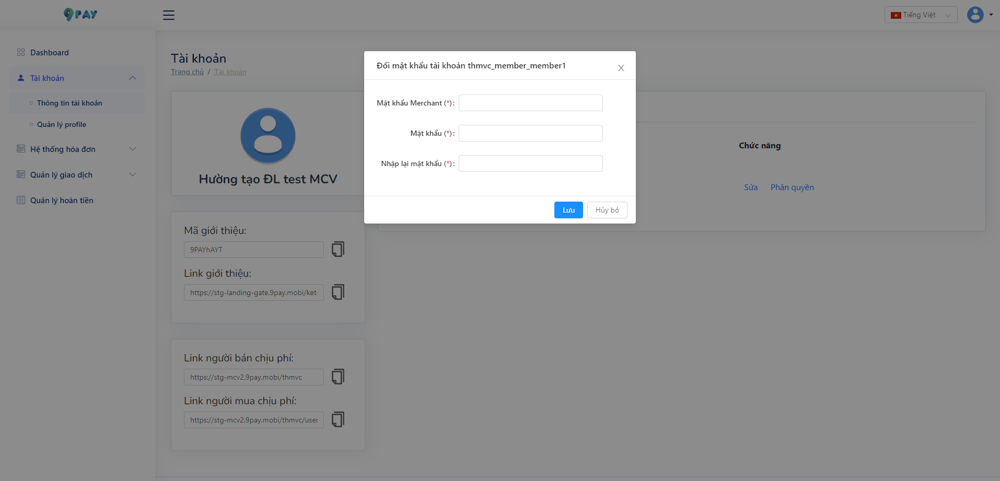 9PAY
Tiếng Việt
Dashboard
Tài khoản
Thông tin tài khoản
Quản lý profile
Hệ thống hóa đơn
Quản lý giao dịch
Quản lý hoàn tiền
Tài khoản
Trang chủ / Tài khoản
Hường tạo ĐL test MCV
Mã giới thiệu:
9PAYhAYT
Link giới thiệu:
https://stg-landing-gate.9pay.mobi/ket-
Link người bán chịu phí:
https://stg-mcv2.9pay.mobi/thmvc
Link người mua chịu phí:
https://stg-mcv2.9pay.mobi/thmvc/user
Đổi mật khẩu tài khoản thmvc_member_member1
Mật khẩu Merchant (*):
Mật khẩu (*):
Nhập lại mật khẩu (*):
Lưu Hủy bỏ
Chức năng
Sửa Phân quyền